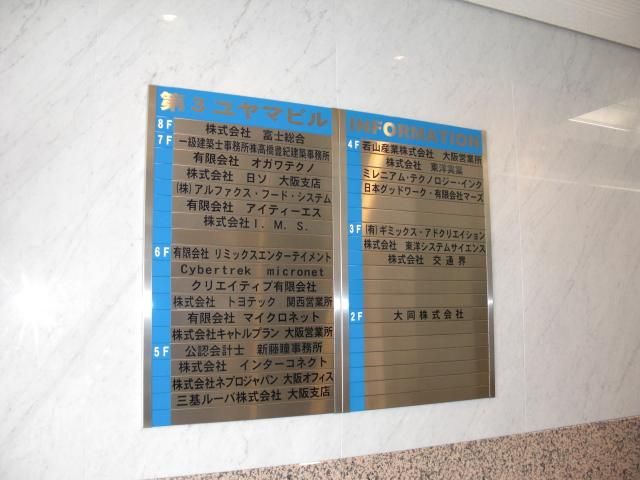 第3ユヤマビル
8F 株式会社 富士総合
7F 一級建築士事務所㈱高橋豊紀建築事務所
有限会社 オガワテクノ
株式会社 日ソ 大阪支店
(株)アルファクス・フード・システム
有限会社 アイティーエス
株式会社I.M.S.
6F 有限会社 リミックスエンターテイメント
Cybertrek micronet
クリエイティブ有限会社
株式会社 トヨテック 関西営業所
有限会社 マイクロネット
株式会社キャトルプラン 大阪営業所
5F 公認会計士 新藤瞳事務所
株式会社 インターコネクト
株式会社ネプロジャパン 大阪オフィス
三基ルーバ株式会社 大阪支店
INFORMATION
4F 若山産業株式会社 大阪営業所
株式会社 東洋実業
ミレニアム・テクノロジー・インク
日本グッドワーク・有限会社マーズ
3F (有)ギミックス・アドクリエイション
株式会社 東洋システムサイエンス
株式会社 交通界
2F 大同株式会社